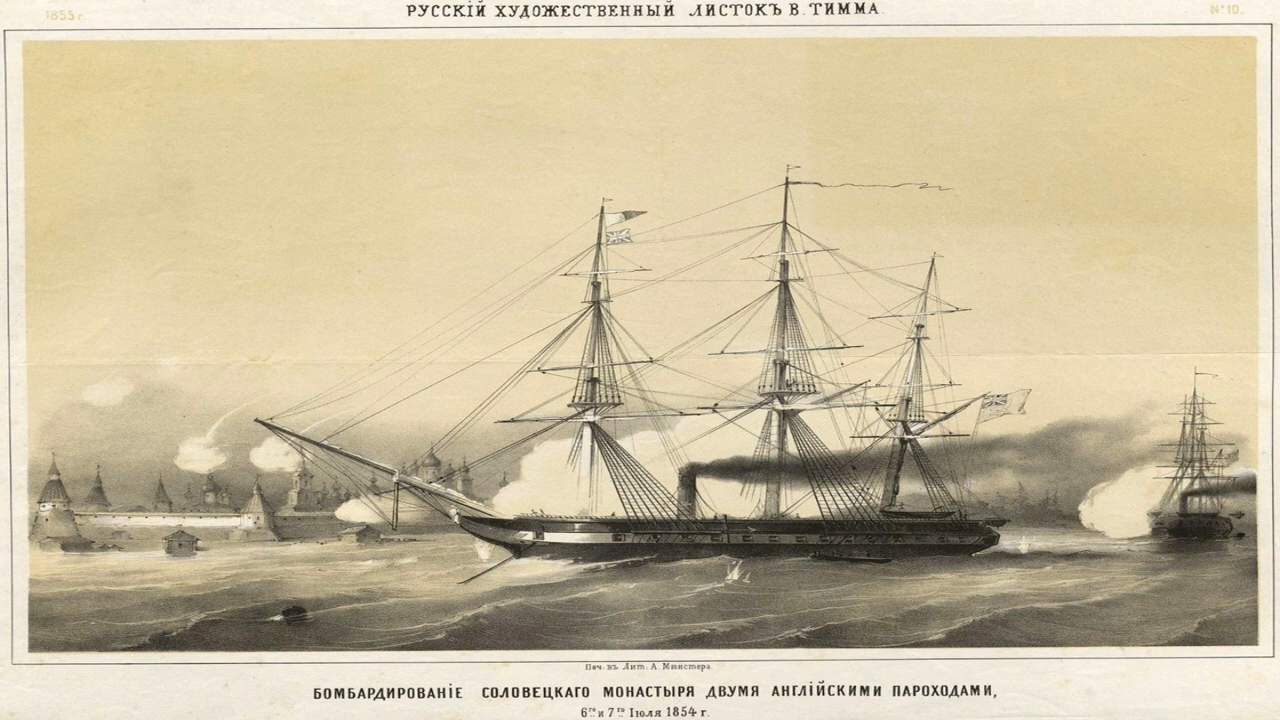 1855 г.
РУССКІЙ ХУДОЖЕСТВЕННЫЙ ЛИСТОКЪ В. ТИММА.
№ 10.
Печ: въ Лит: А. Мюнстера.
БОМБАРДИРОВАНІЕ СОЛОВЕЦКАГО МОНАСТЫРЯ ДВУМЯ АНГЛІЙСКИМИ ПАРОХОДАМИ,
6го и 7го Іюля 1854 г.